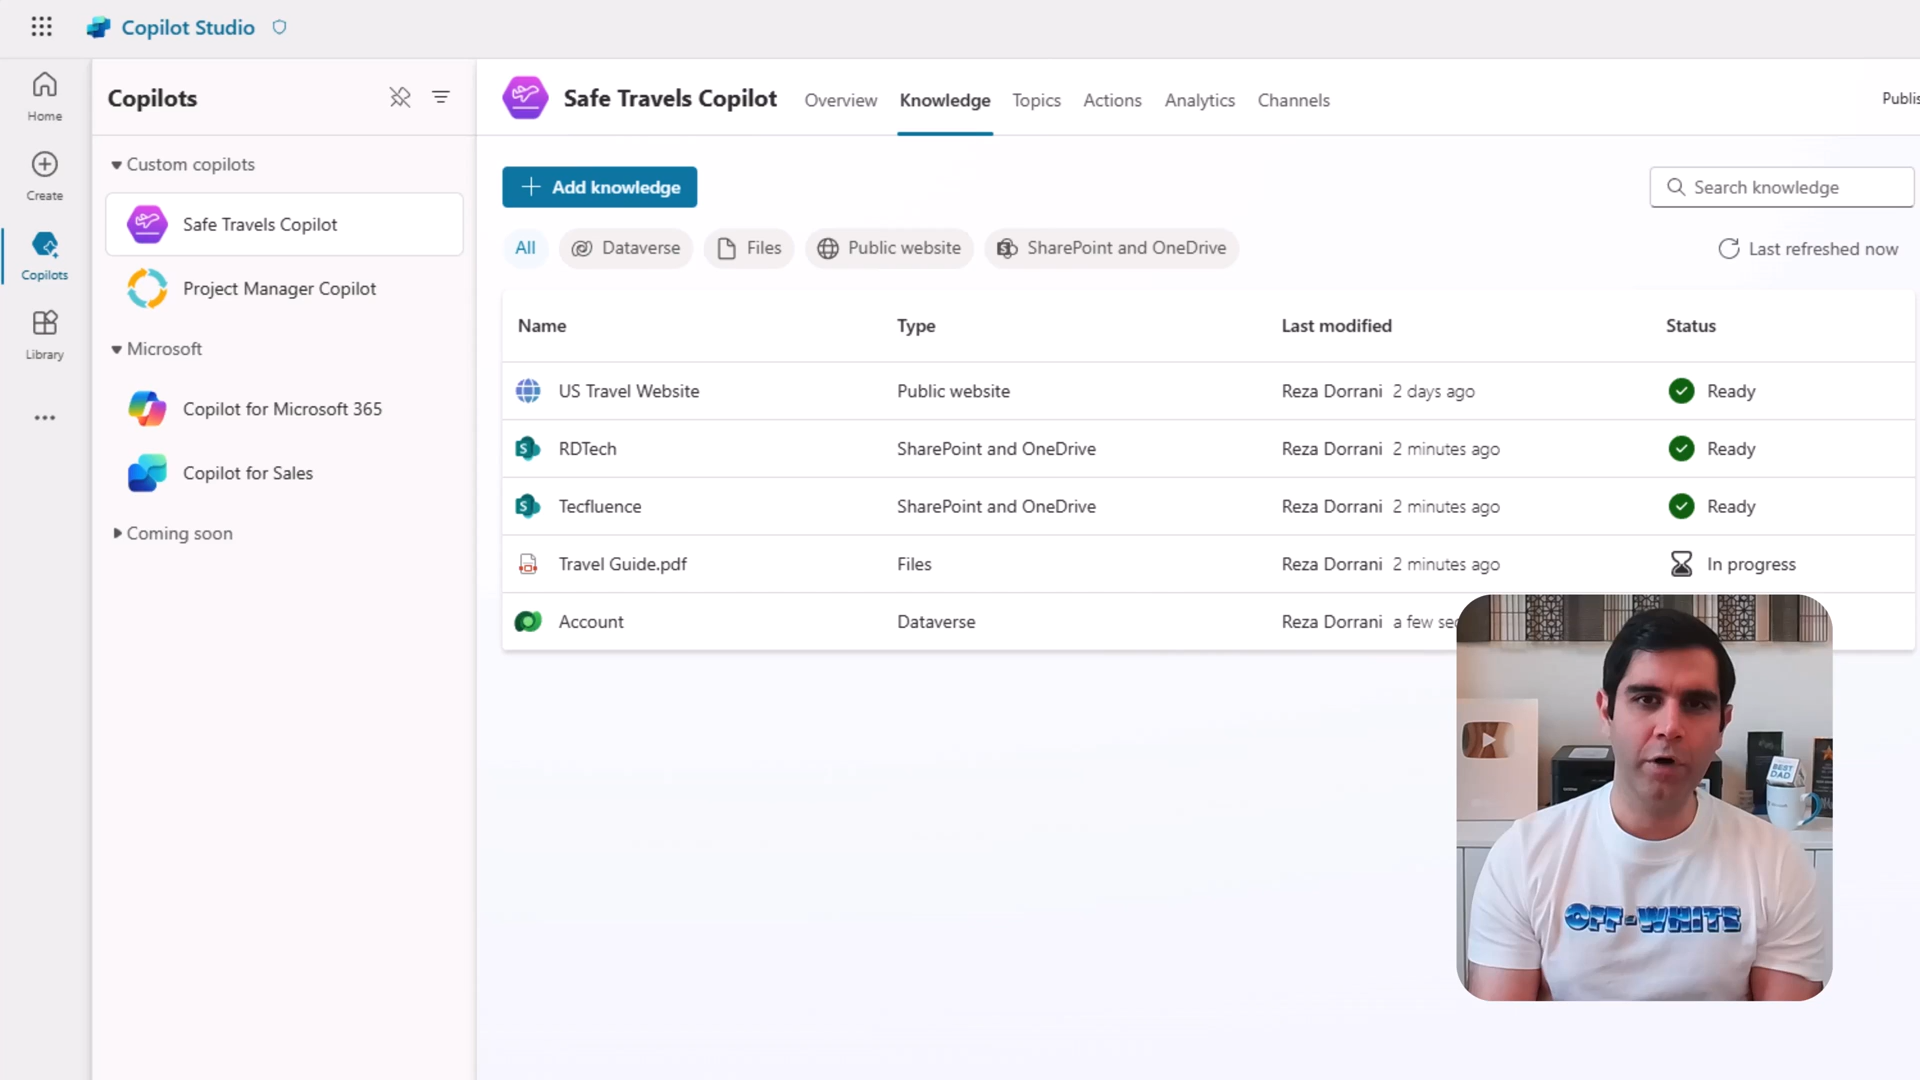 Copilot Studio
Home
Create
Copilots
Library
Copilots
Custom copilots
Safe Travels Copilot
Project Manager Copilot
Microsoft
Copilot for Microsoft 365
Copilot for Sales
Coming soon
Safe Travels Copilot Overview Knowledge Topics Actions Analytics Channels
Publis
Add knowledge
Search knowledge
All Dataverse Files Public website SharePoint and OneDrive
Last refreshed now
Name Type Last modified Status
US Travel Website Public website Reza Dorrani 2 days ago Ready
RDTech SharePoint and OneDrive Reza Dorrani 2 minutes ago Ready
Tecfluence SharePoint and OneDrive Reza Dorrani 2 minutes ago Ready
Travel Guide.pdf Files Reza Dorrani 2 minutes ago In progress
Account Dataverse Reza Dorrani a few sec
BEST
DAD
OFF-WHITE